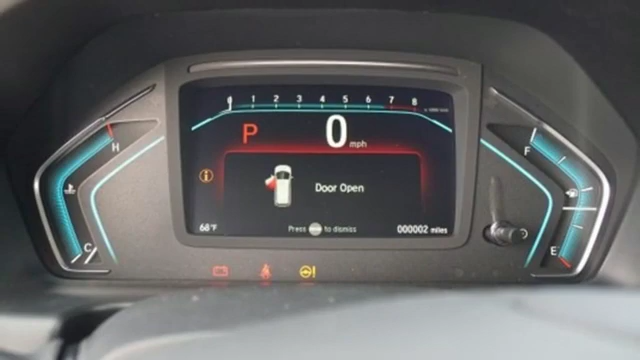 0 1 2 3 4 5 6 7 8
P 0 mph
H
F
Door Open
C
68°F
Press to dismiss
000002 miles
E